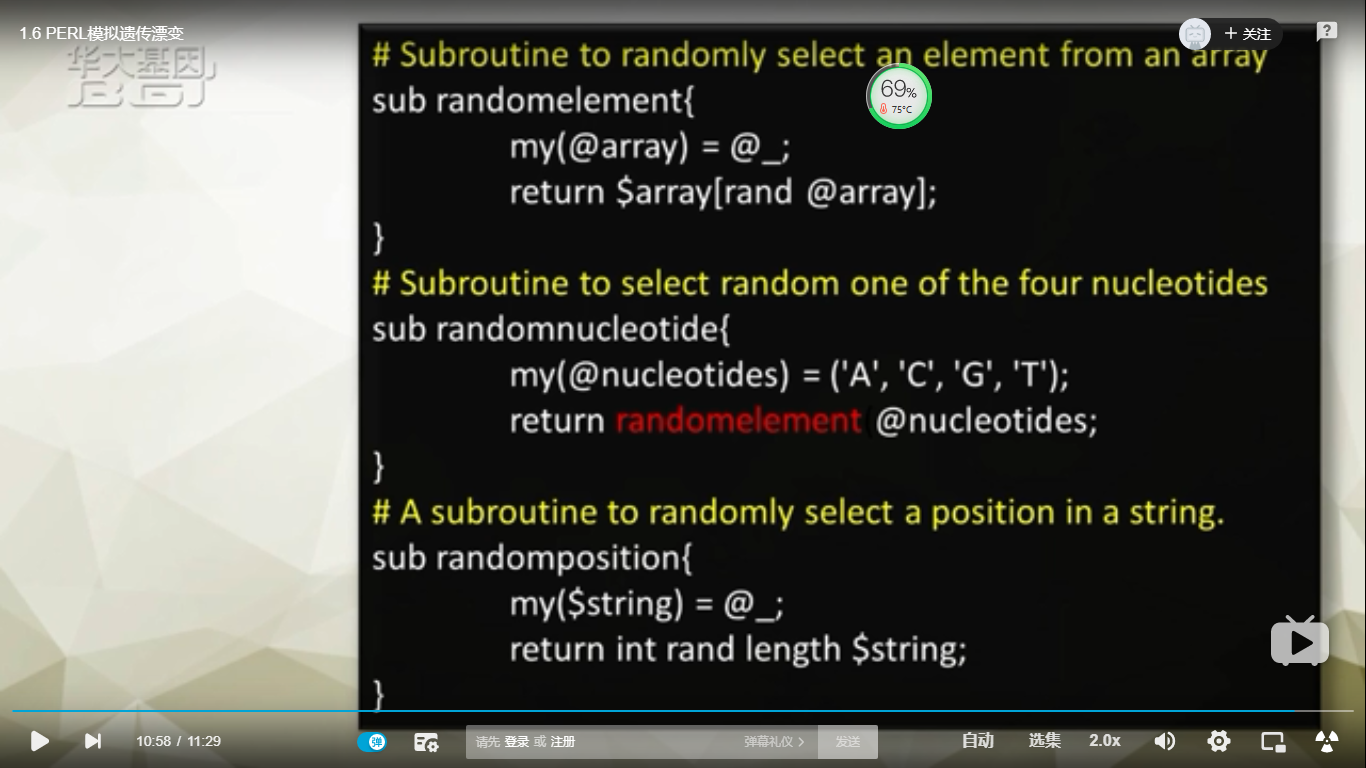 1.6 PERL模拟遗传漂变
+ 关注
?
华大基因
BGI
69%
75°C
# Subroutine to randomly select an element from an array
sub randomelement{
my(@array) = @_;
return $array[rand @array];
}
# Subroutine to select random one of the four nucleotides
sub randomnucleotide{
my(@nucleotides) = ('A', 'C', 'G', 'T');
return randomelement(@nucleotides;
}
# A subroutine to randomly select a position in a string.
sub randomposition{
my($string) = @_;
return int rand length $string;
}
10:58 / 11:29
弹
请先 登录 或 注册
弹幕礼仪 >
发送
自动
选集
2.0x